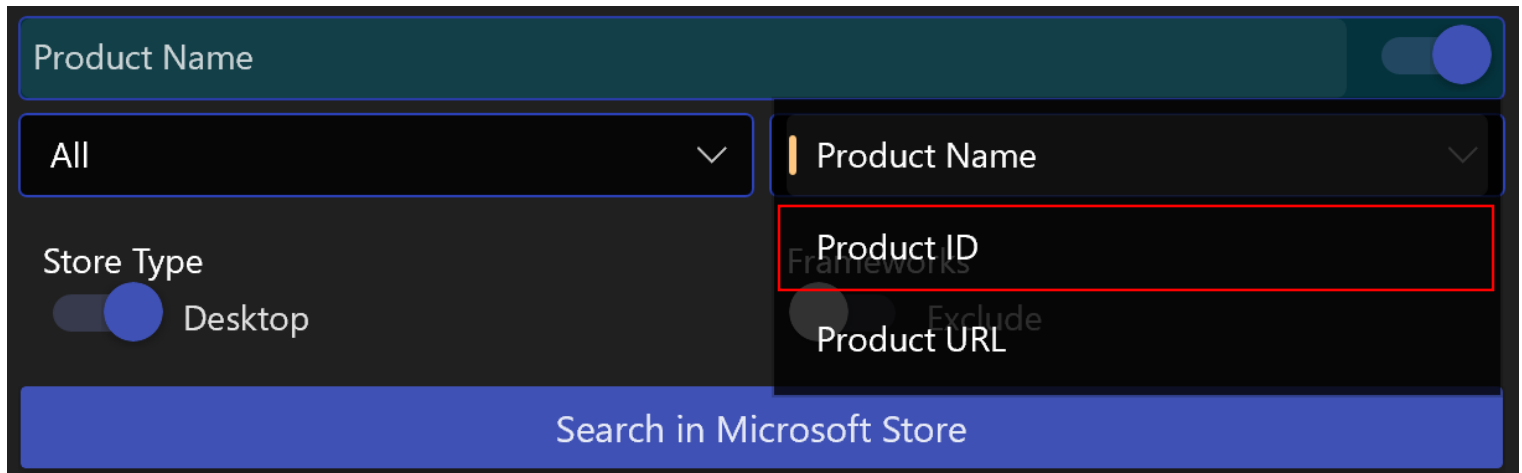 Product Name
All
Product Name
Product ID
Product URL
Store Type
Frameworks
Desktop
Exclude
Search in Microsoft Store